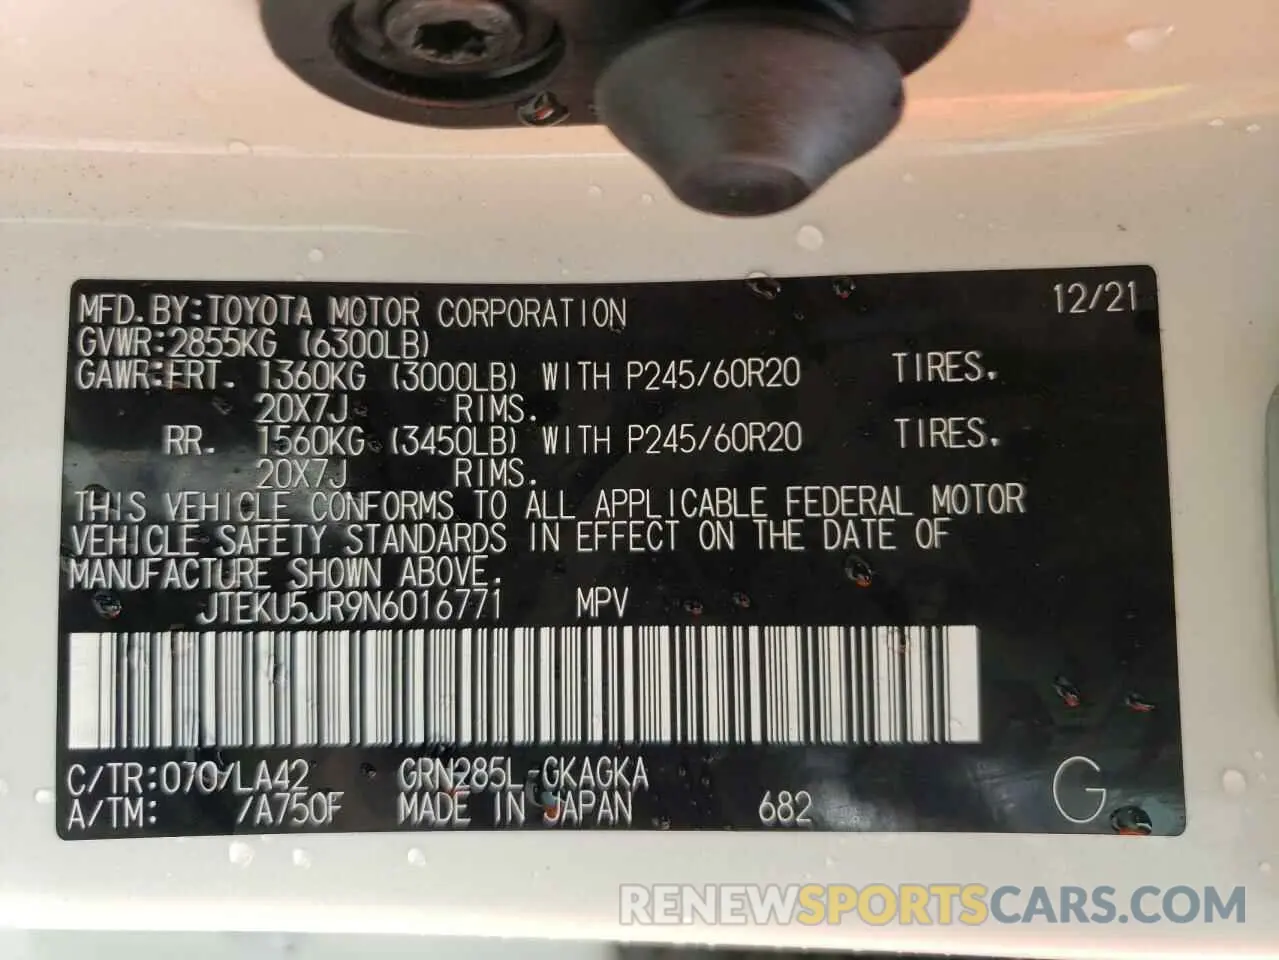 MFD.BY:TOYOTA MOTOR CORPORATION 12/21
GVWR:2855KG (6300LB)
GAWR:FRT. 1360KG (3000LB) WITH P245/60R20 TIRES.
20X7J RIMS.
RR. 1560KG (3450LB) WITH P245/60R20 TIRES.
20X7J RIMS.
THIS VEHICLE CONFORMS TO ALL APPLICABLE FEDERAL MOTOR
VEHICLE SAFETY STANDARDS IN EFFECT ON THE DATE OF
MANUFACTURE SHOWN ABOVE.
JTEKU5JR9N6016771 MPV
C/TR:070/LA42 GRN285L-GKAGKA
A/TM: /A750F MADE IN JAPAN 682 G
RENEWSPORTSCARS.COM